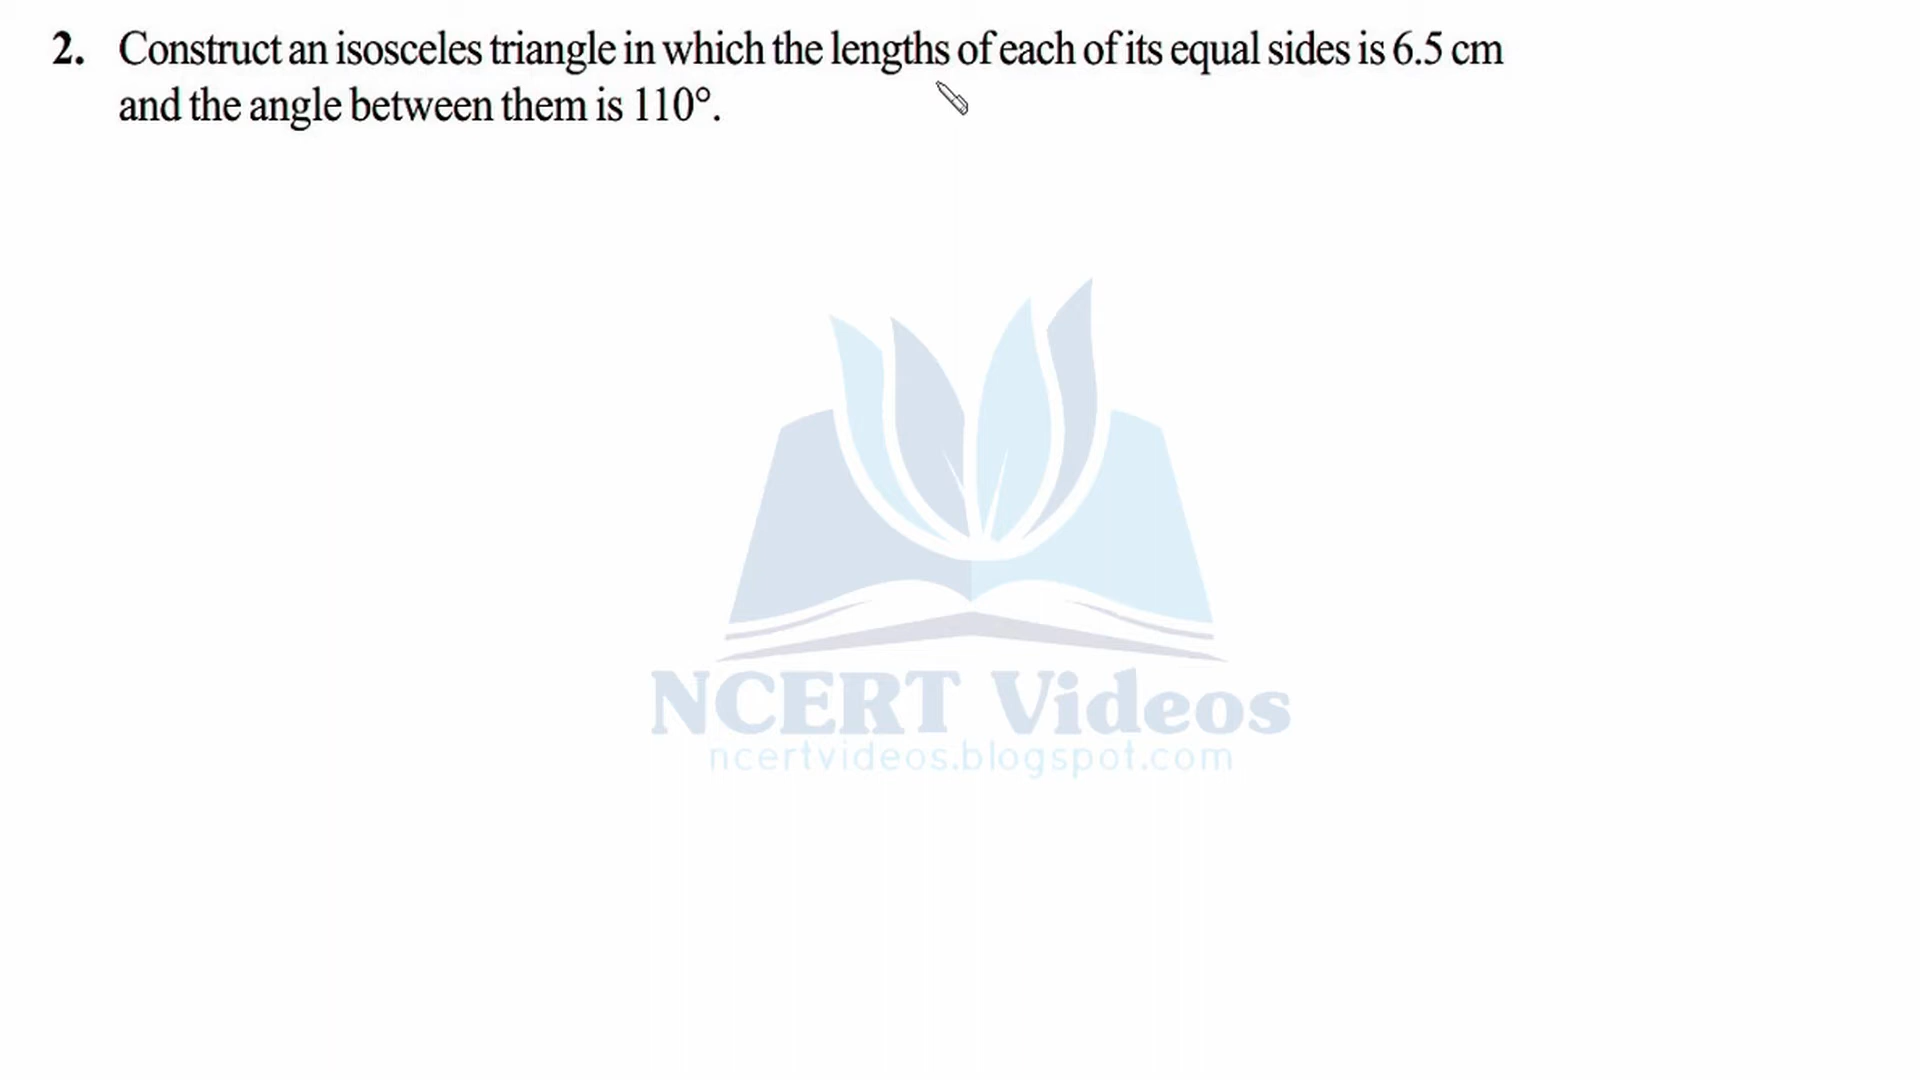 2. Construct an isosceles triangle in which the lengths of each of its equal sides is 6.5 cm
and the angle between them is 110°.
NCERT Videos
ncertvideos.blogspot.com